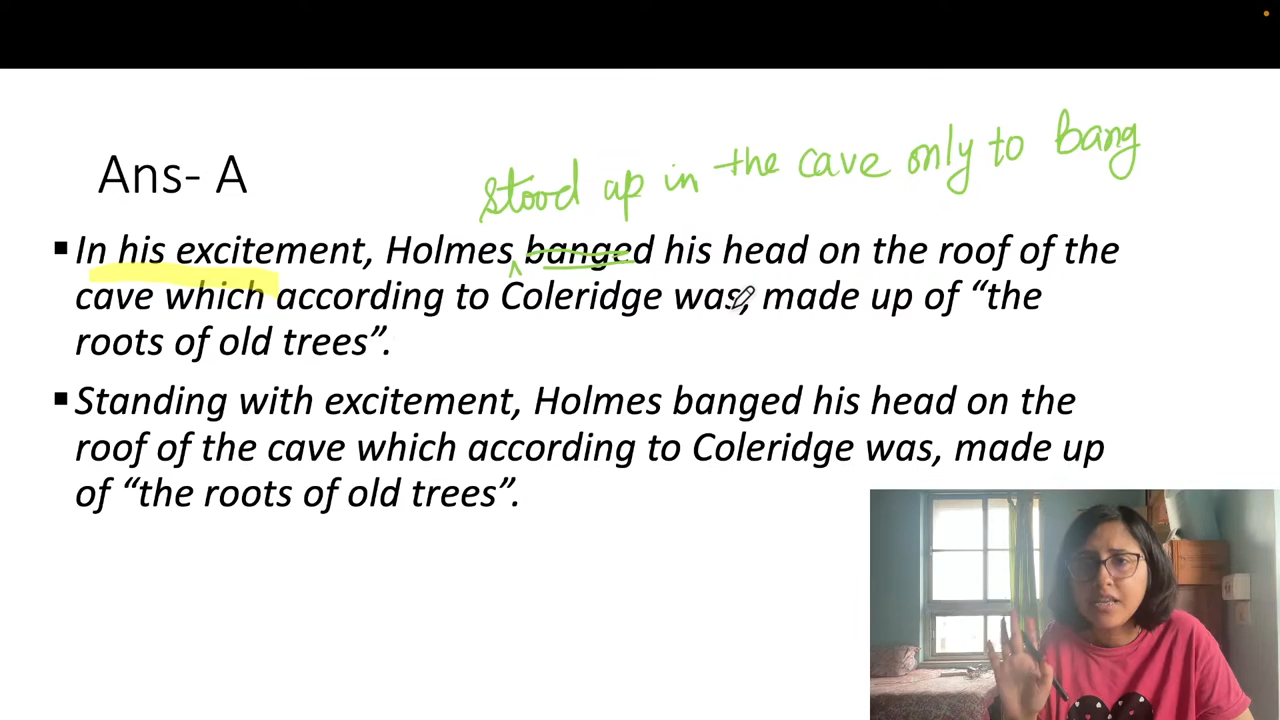 Ans- A
Stood up in the cave only to bang
▪In his excitement, Holmes banged his head on the roof of the
^
cave which according to Coleridge was, made up of “the
roots of old trees”.
▪Standing with excitement, Holmes banged his head on the
roof of the cave which according to Coleridge was, made up
of “the roots of old trees”.